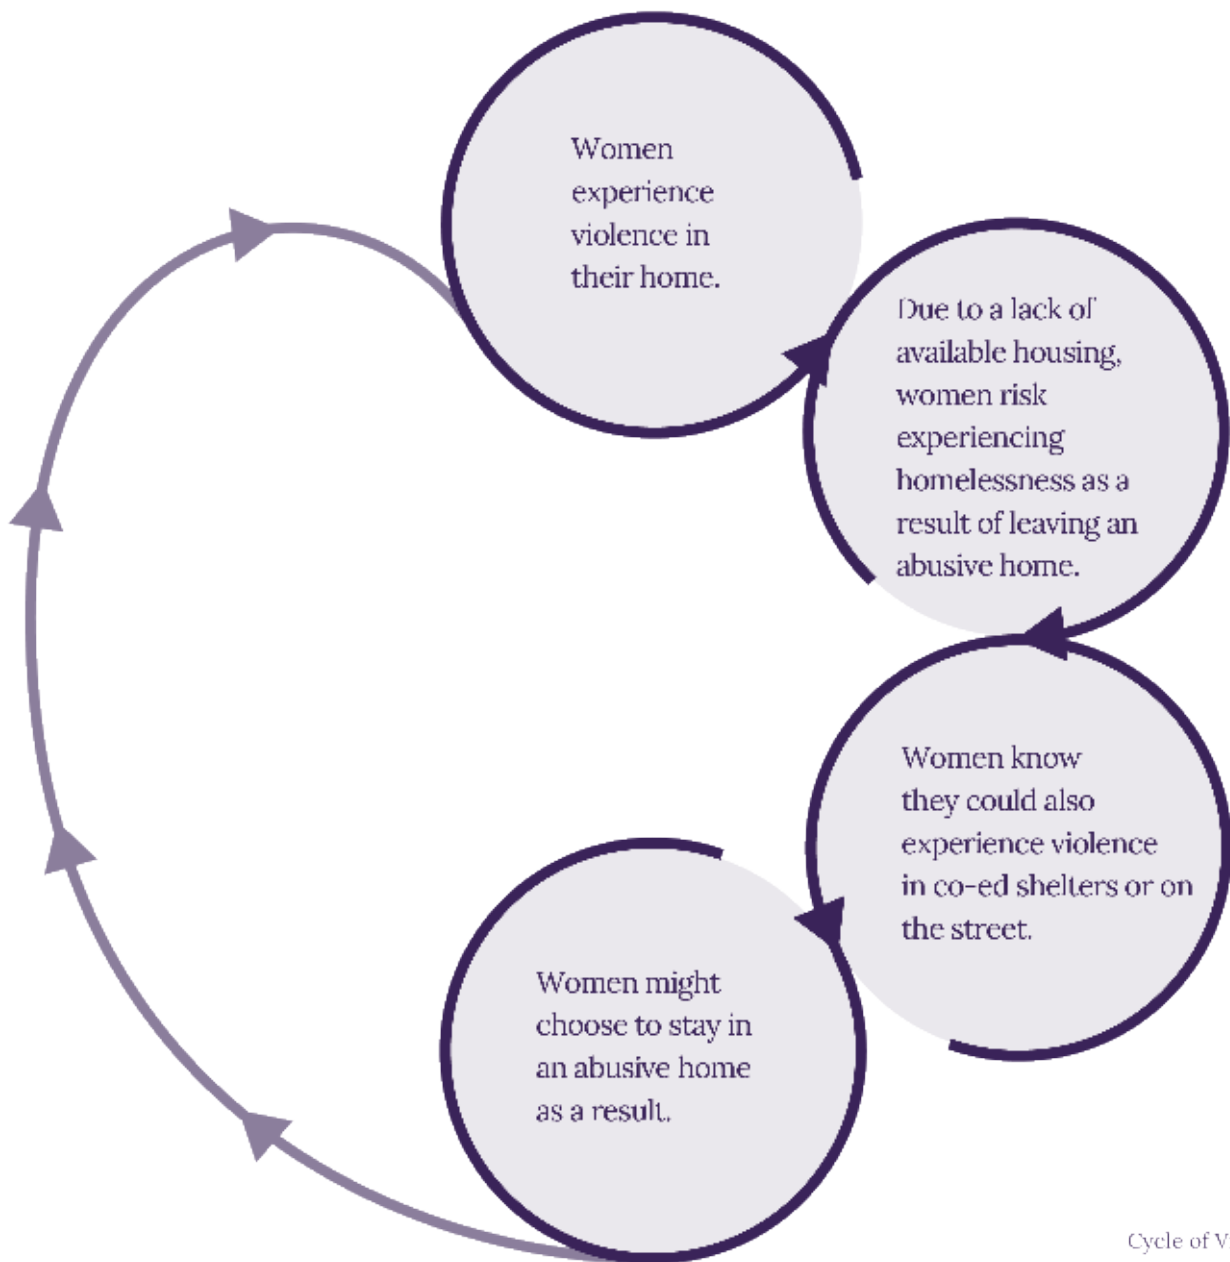 Women
experience
violence in
their home.
Due to a lack of
available housing,
women risk
experiencing
homelessness as a
result of leaving an
abusive home.
Women know
they could also
experience violence
in co-ed shelters or on
the street.
Women might
choose to stay in
an abusive home
as a result.
Cycle of V